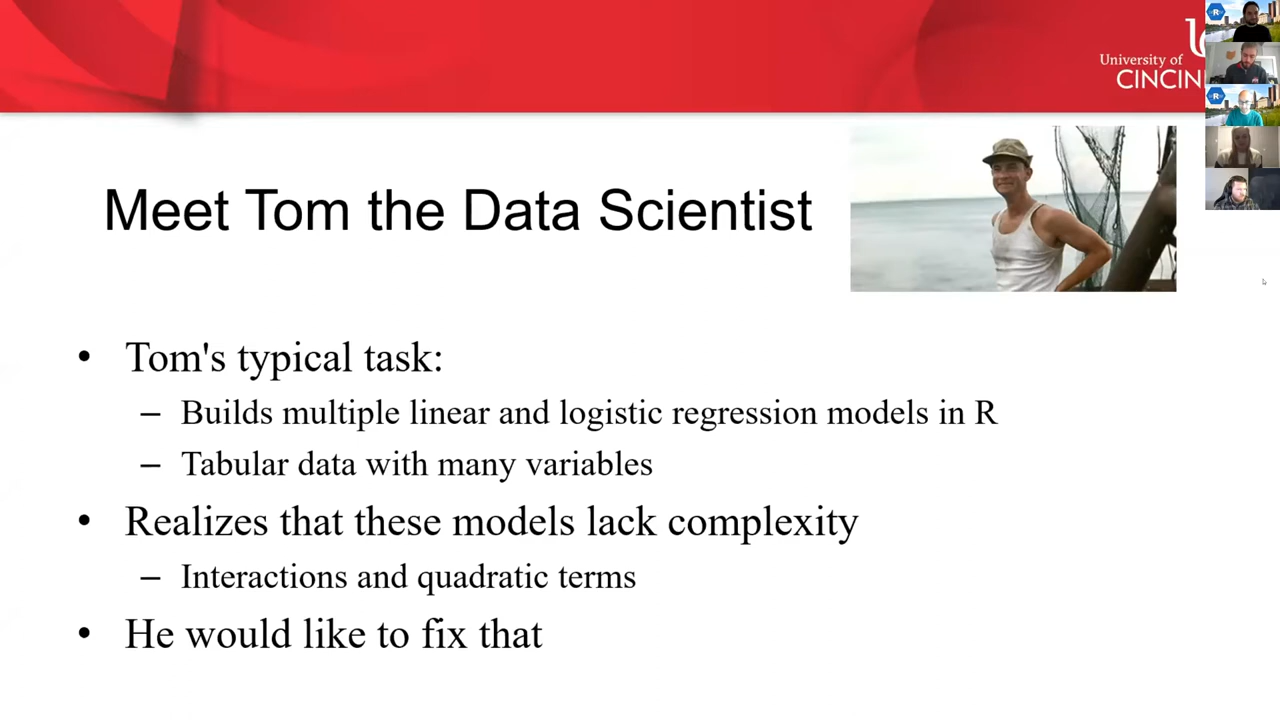 University of
Meet Tom the Data Scientist
• Tom's typical task:
– Builds multiple linear and logistic regression models in R
– Tabular data with many variables
• Realizes that these models lack complexity
– Interactions and quadratic terms
• He would like to fix that